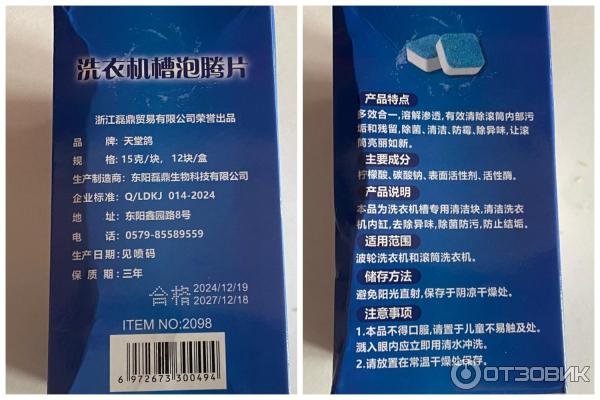 洗衣机槽泡腾片
浙江磊鼎贸易有限公司荣誉出品
品 牌: 天堂鸽
规 格: 15克/块, 12块/盒
生产制造商: 东阳磊鼎生物科技有限公司
企业标准: Q/LDKJ 014-2024
地 址: 东阳鑫园路8号
电 话: 0579-85589559
生产日期: 见喷码
保 质 期: 三年
合格 2024/12/19
2027/12/18
ITEM NO:2098
6 972673 300494
产品特点
多效合一, 溶解渗透, 有效清除滚筒内部污
垢和残留, 除菌、清洁、防霉、除异味, 让滚
筒亮丽如新。
主要成分
柠檬酸、碳酸钠、表面活性剂、活性酶。
产品说明
本品为洗衣机槽专用清洁块, 清洁洗衣
机内缸, 去除异味, 除菌防污, 防止结垢。
适用范围
波轮洗衣机和滚筒洗衣机。
储存方法
避免阳光直射, 保存于阴凉干燥处。
注意事项
1.本品不得口服, 请置于儿童不易触及处。
溅入眼内应立即用清水冲洗。
2.请放置在常温干燥处保存。
ОТЗОВИК